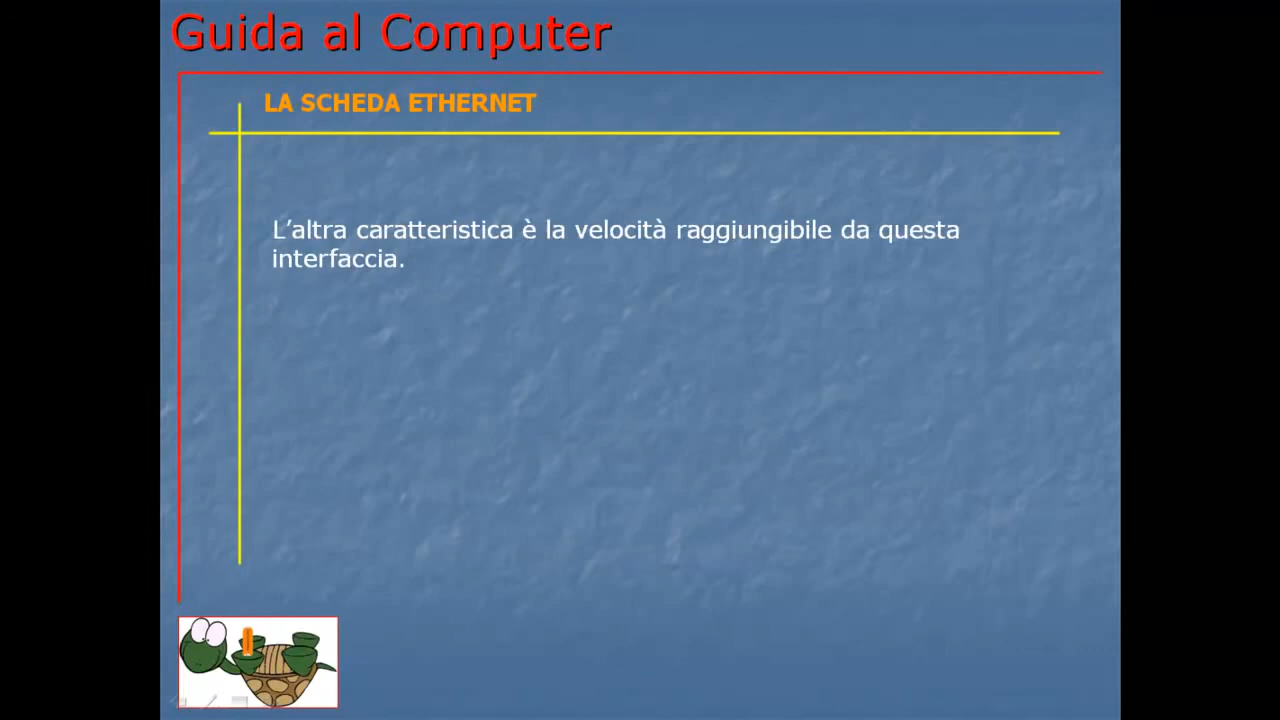 Guida al Computer
LA SCHEDA ETHERNET
L’altra caratteristica è la velocità raggiungibile da questa
interfaccia.